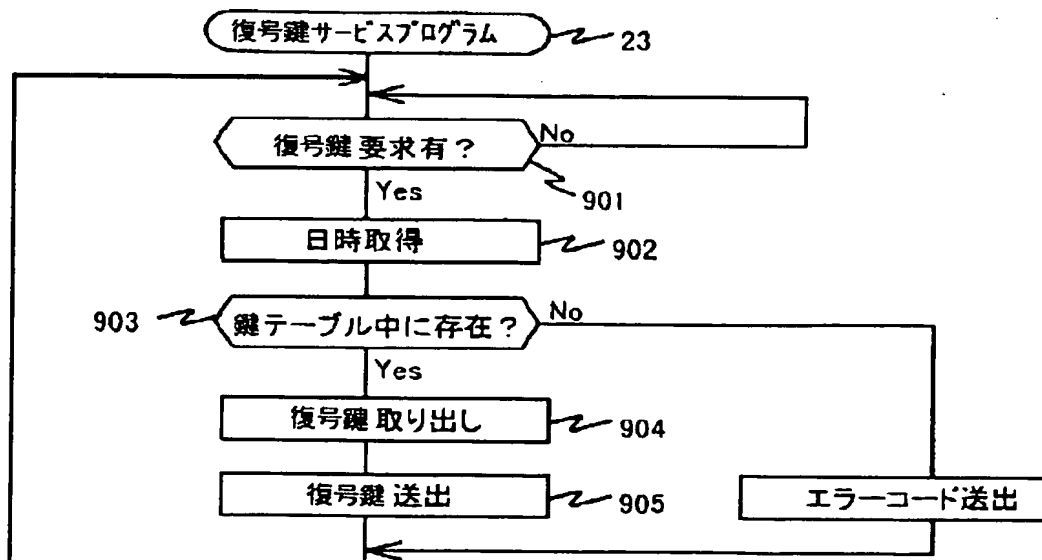 復号鍵サービスプログラム
23
復号鍵要求有?
No
901
Yes
日時取得
902
903
鍵テーブル中に存在?
No
Yes
復号鍵取り出し
904
復号鍵送出
905
エラーコード送出